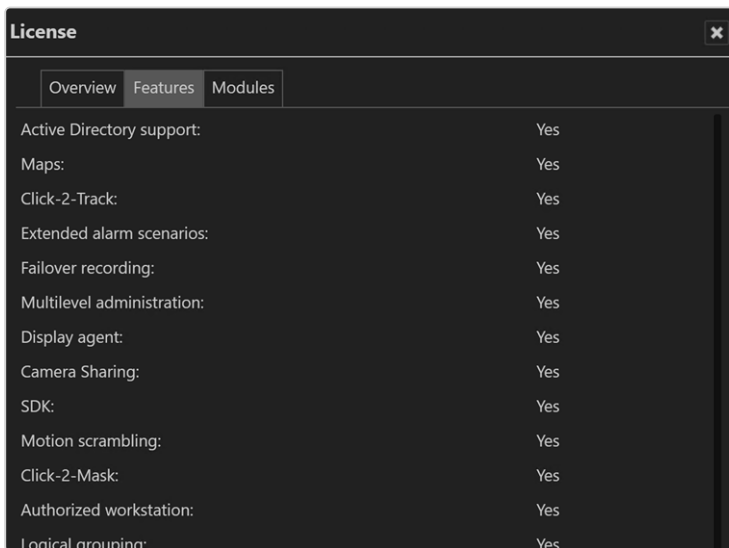 License
Overview Features Modules
Active Directory support: Yes
Maps: Yes
Click-2-Track: Yes
Extended alarm scenarios: Yes
Failover recording: Yes
Multilevel administration: Yes
Display agent: Yes
Camera Sharing: Yes
SDK: Yes
Motion scrambling: Yes
Click-2-Mask: Yes
Authorized workstation: Yes
Logical grouping: Yes